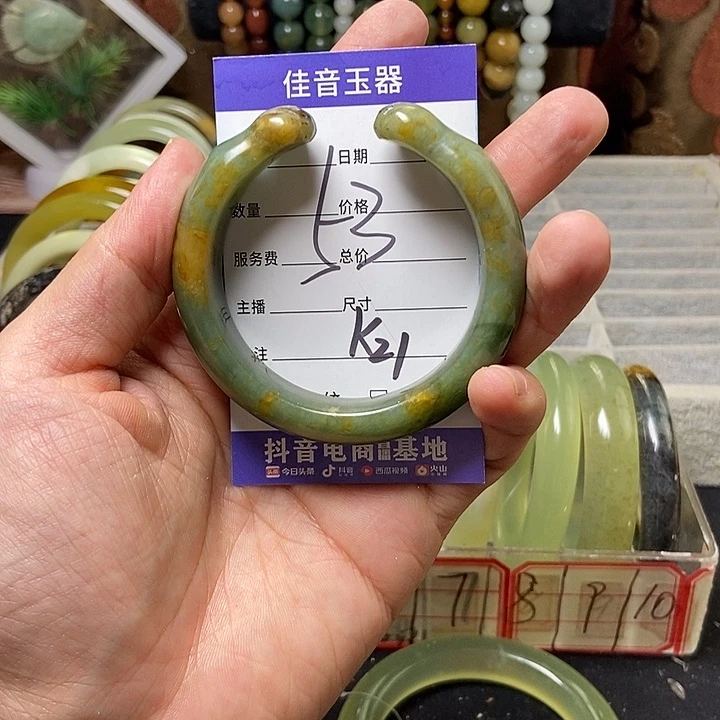 佳音玉器
日期
数量 价格
服务费 总价
53
主播 尺寸
注 K21
抖音电商 基地
今日头条 抖音 西瓜视频 火山
7 8 9 10